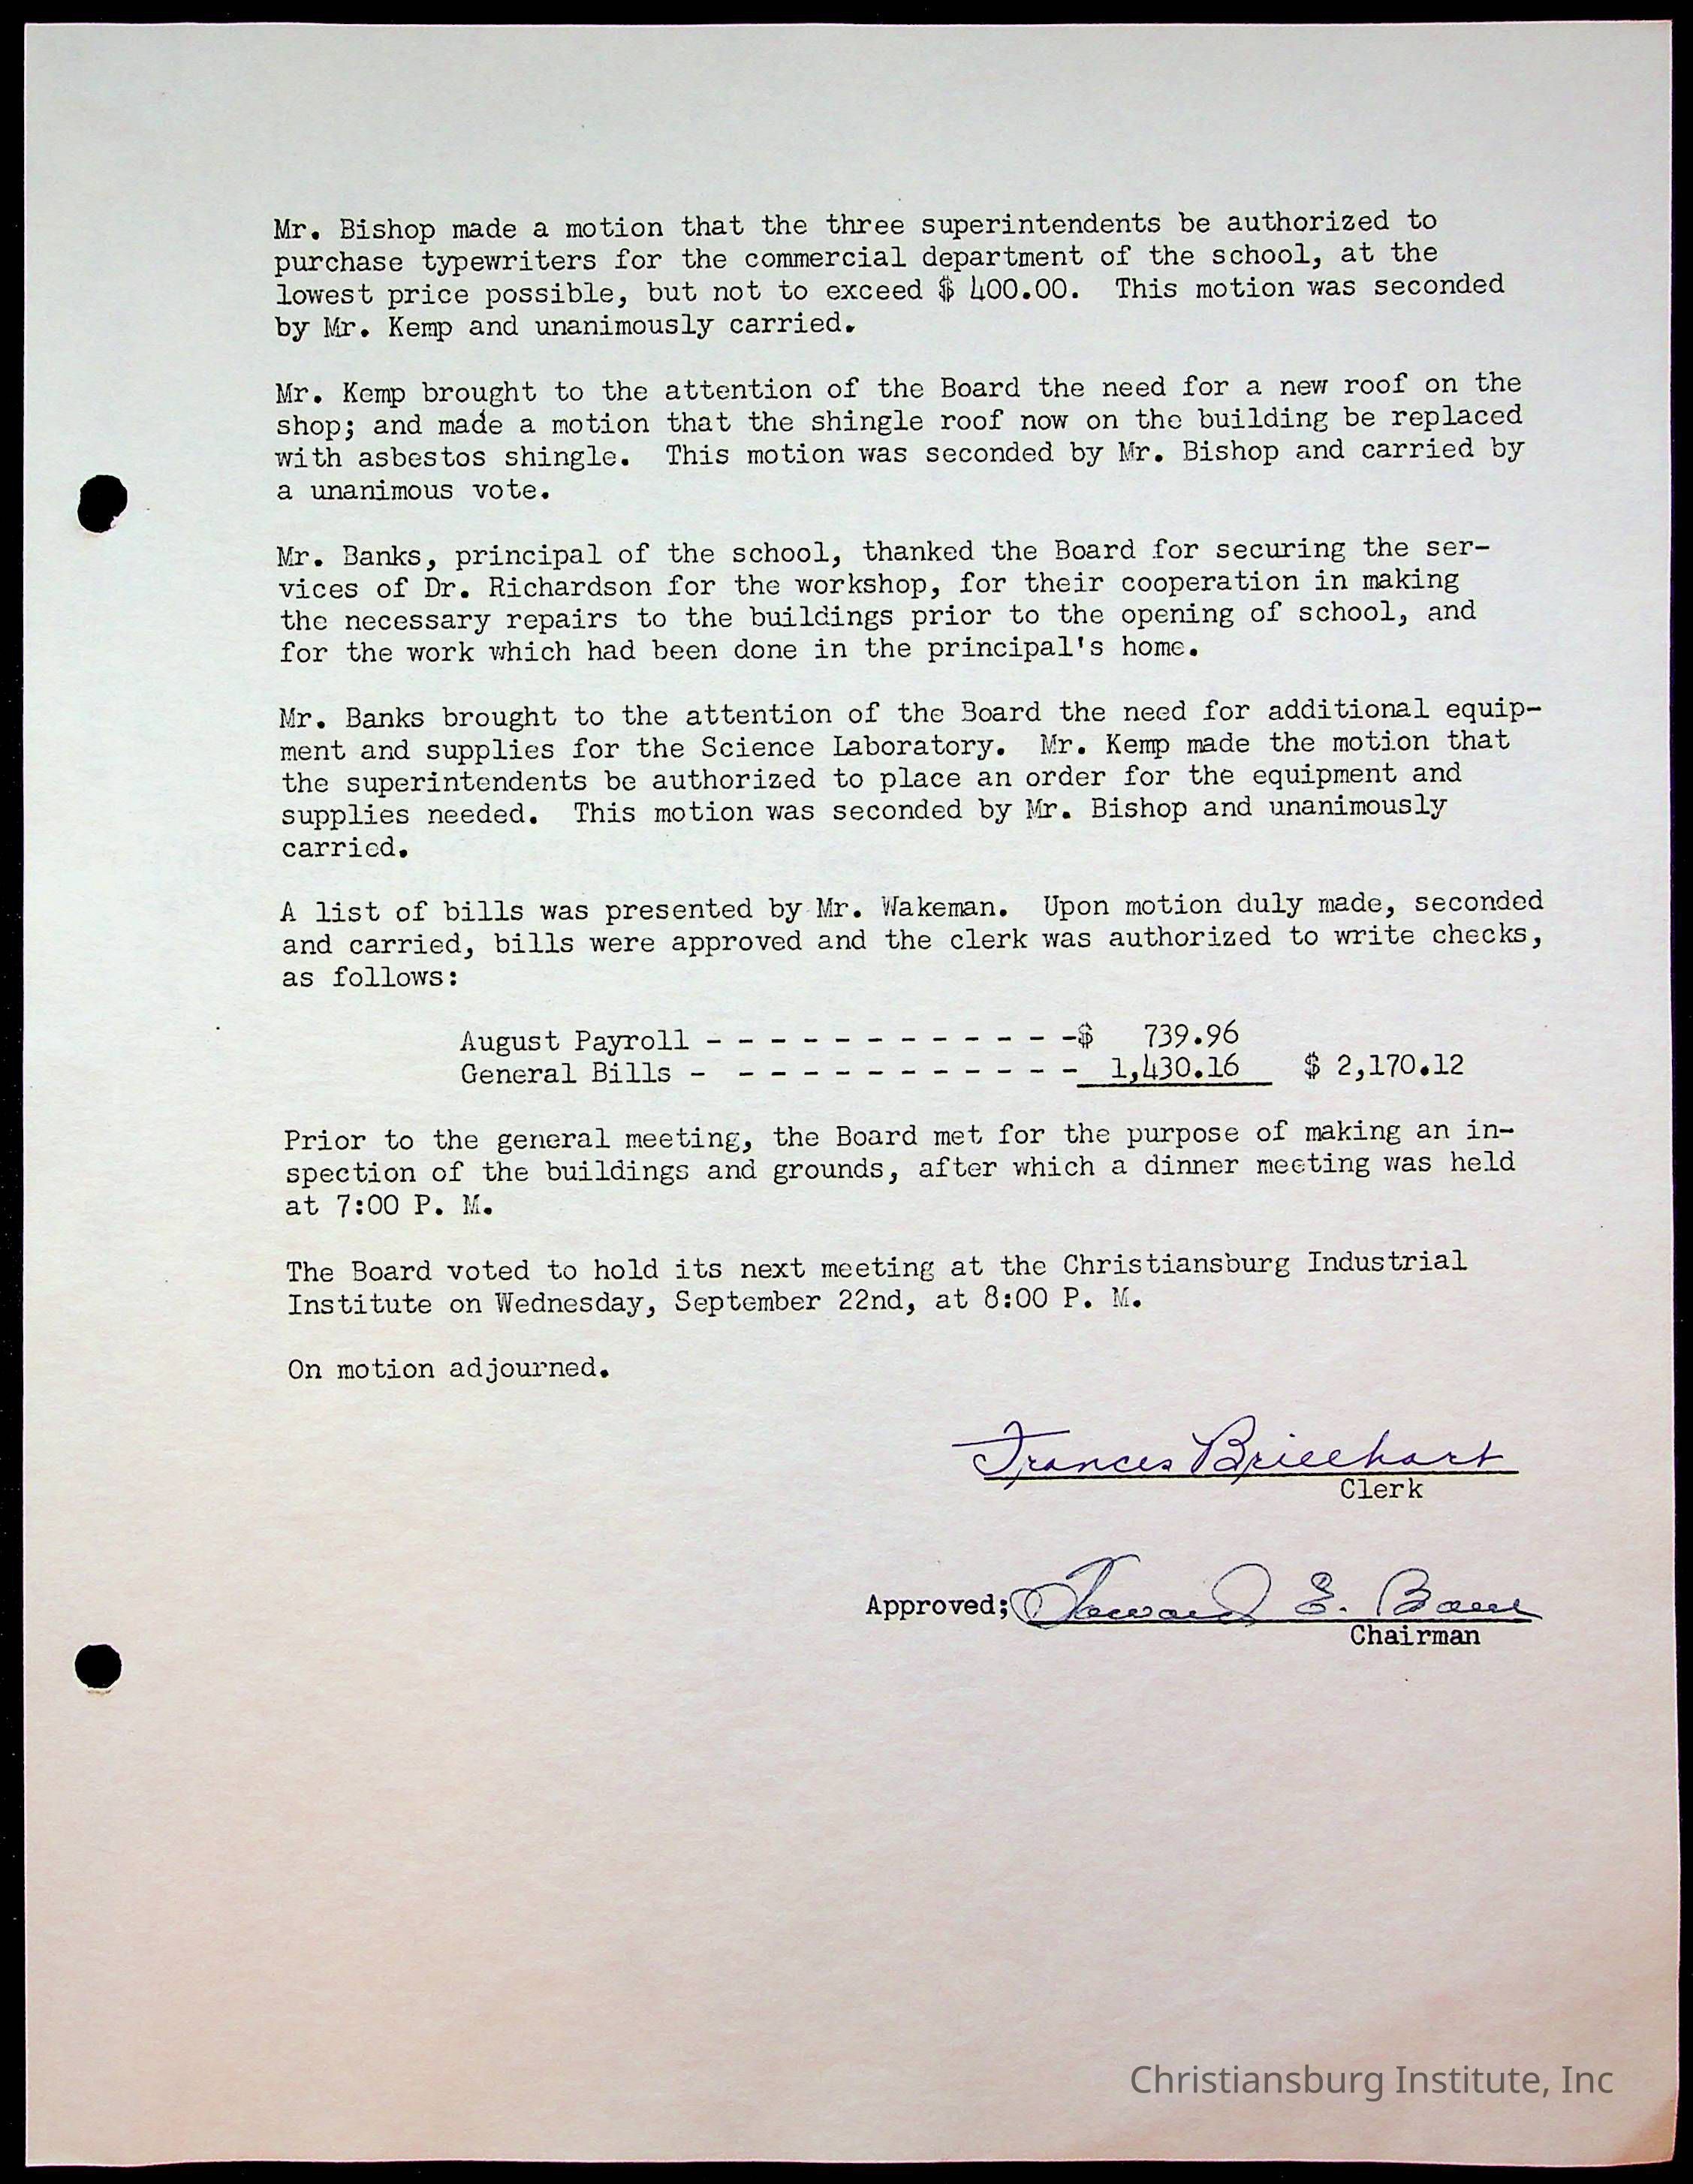 Mr. Bishop made a motion that the three superintendents be authorized to
purchase typewriters for the commercial department of the school, at the
lowest price possible, but not to exceed $ 400.00. This motion was seconded
by Mr. Kemp and unanimously carried.
Mr. Kemp brought to the attention of the Board the need for a new roof on the
shop; and made a motion that the shingle roof now on the building be replaced
with asbestos shingle. This motion was seconded by Mr. Bishop and carried by
a unanimous vote.
Mr. Banks, principal of the school, thanked the Board for securing the ser-
vices of Dr. Richardson for the workshop, for their cooperation in making
the necessary repairs to the buildings prior to the opening of school, and
for the work which had been done in the principal's home.
Mr. Banks brought to the attention of the Board the need for additional equip-
ment and supplies for the Science Laboratory. Mr. Kemp made the motion that
the superintendents be authorized to place an order for the equipment and
supplies needed. This motion was seconded by Mr. Bishop and unanimously
carried.
A list of bills was presented by Mr. Wakeman. Upon motion duly made, seconded
and carried, bills were approved and the clerk was authorized to write checks,
as follows:
August Payroll - - - - - - - - - - - -$ 739.96
General Bills - - - - - - - - - - - - 1,430.16 $ 2,170.12
Prior to the general meeting, the Board met for the purpose of making an in-
spection of the buildings and grounds, after which a dinner meeting was held
at 7:00 P. M.
The Board voted to hold its next meeting at the Christiansburg Industrial
Institute on Wednesday, September 22nd, at 8:00 P. M.
On motion adjourned.
Frances Brillhart
Clerk
Approved; E.
Chairman
Christiansburg Institute, Inc